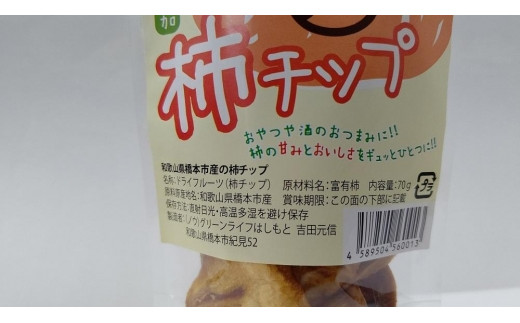 加
柿チップ
おやつや酒のおつまみに!!
柿の甘みとおいしさをギュッとひとつに!!
和歌山県橋本市産の柿チップ
名称:ドライフルーツ(柿チップ) 原材料名:富有柿 内容量:70g
原料原産地名:和歌山県橋本市産 賞味期限:この面の下部に記載
保存方法:直射日光・高温多湿を避け保存
製造者:(ノウ)グリーンライフはしもと 吉田元信
和歌山県橋本市紀見52
プラ
4589504560013